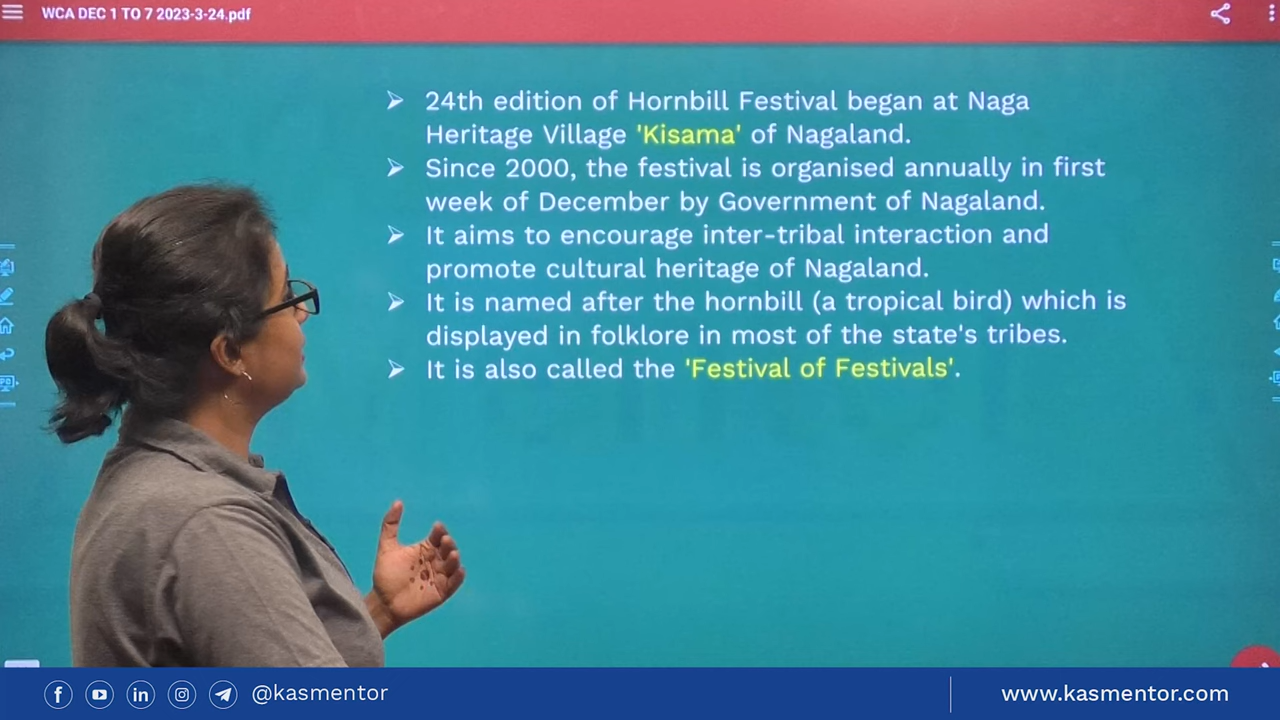 WCA DEC 1 TO 7 2023-3-24.pdf
➢ 24th edition of Hornbill Festival began at Naga
Heritage Village 'Kisama' of Nagaland.
➢ Since 2000, the festival is organised annually in first
week of December by Government of Nagaland.
➢ It aims to encourage inter-tribal interaction and
promote cultural heritage of Nagaland.
➢ It is named after the hornbill (a tropical bird) which is
displayed in folklore in most of the state's tribes.
➢ It is also called the 'Festival of Festivals'.
@kasmentor
www.kasmentor.com